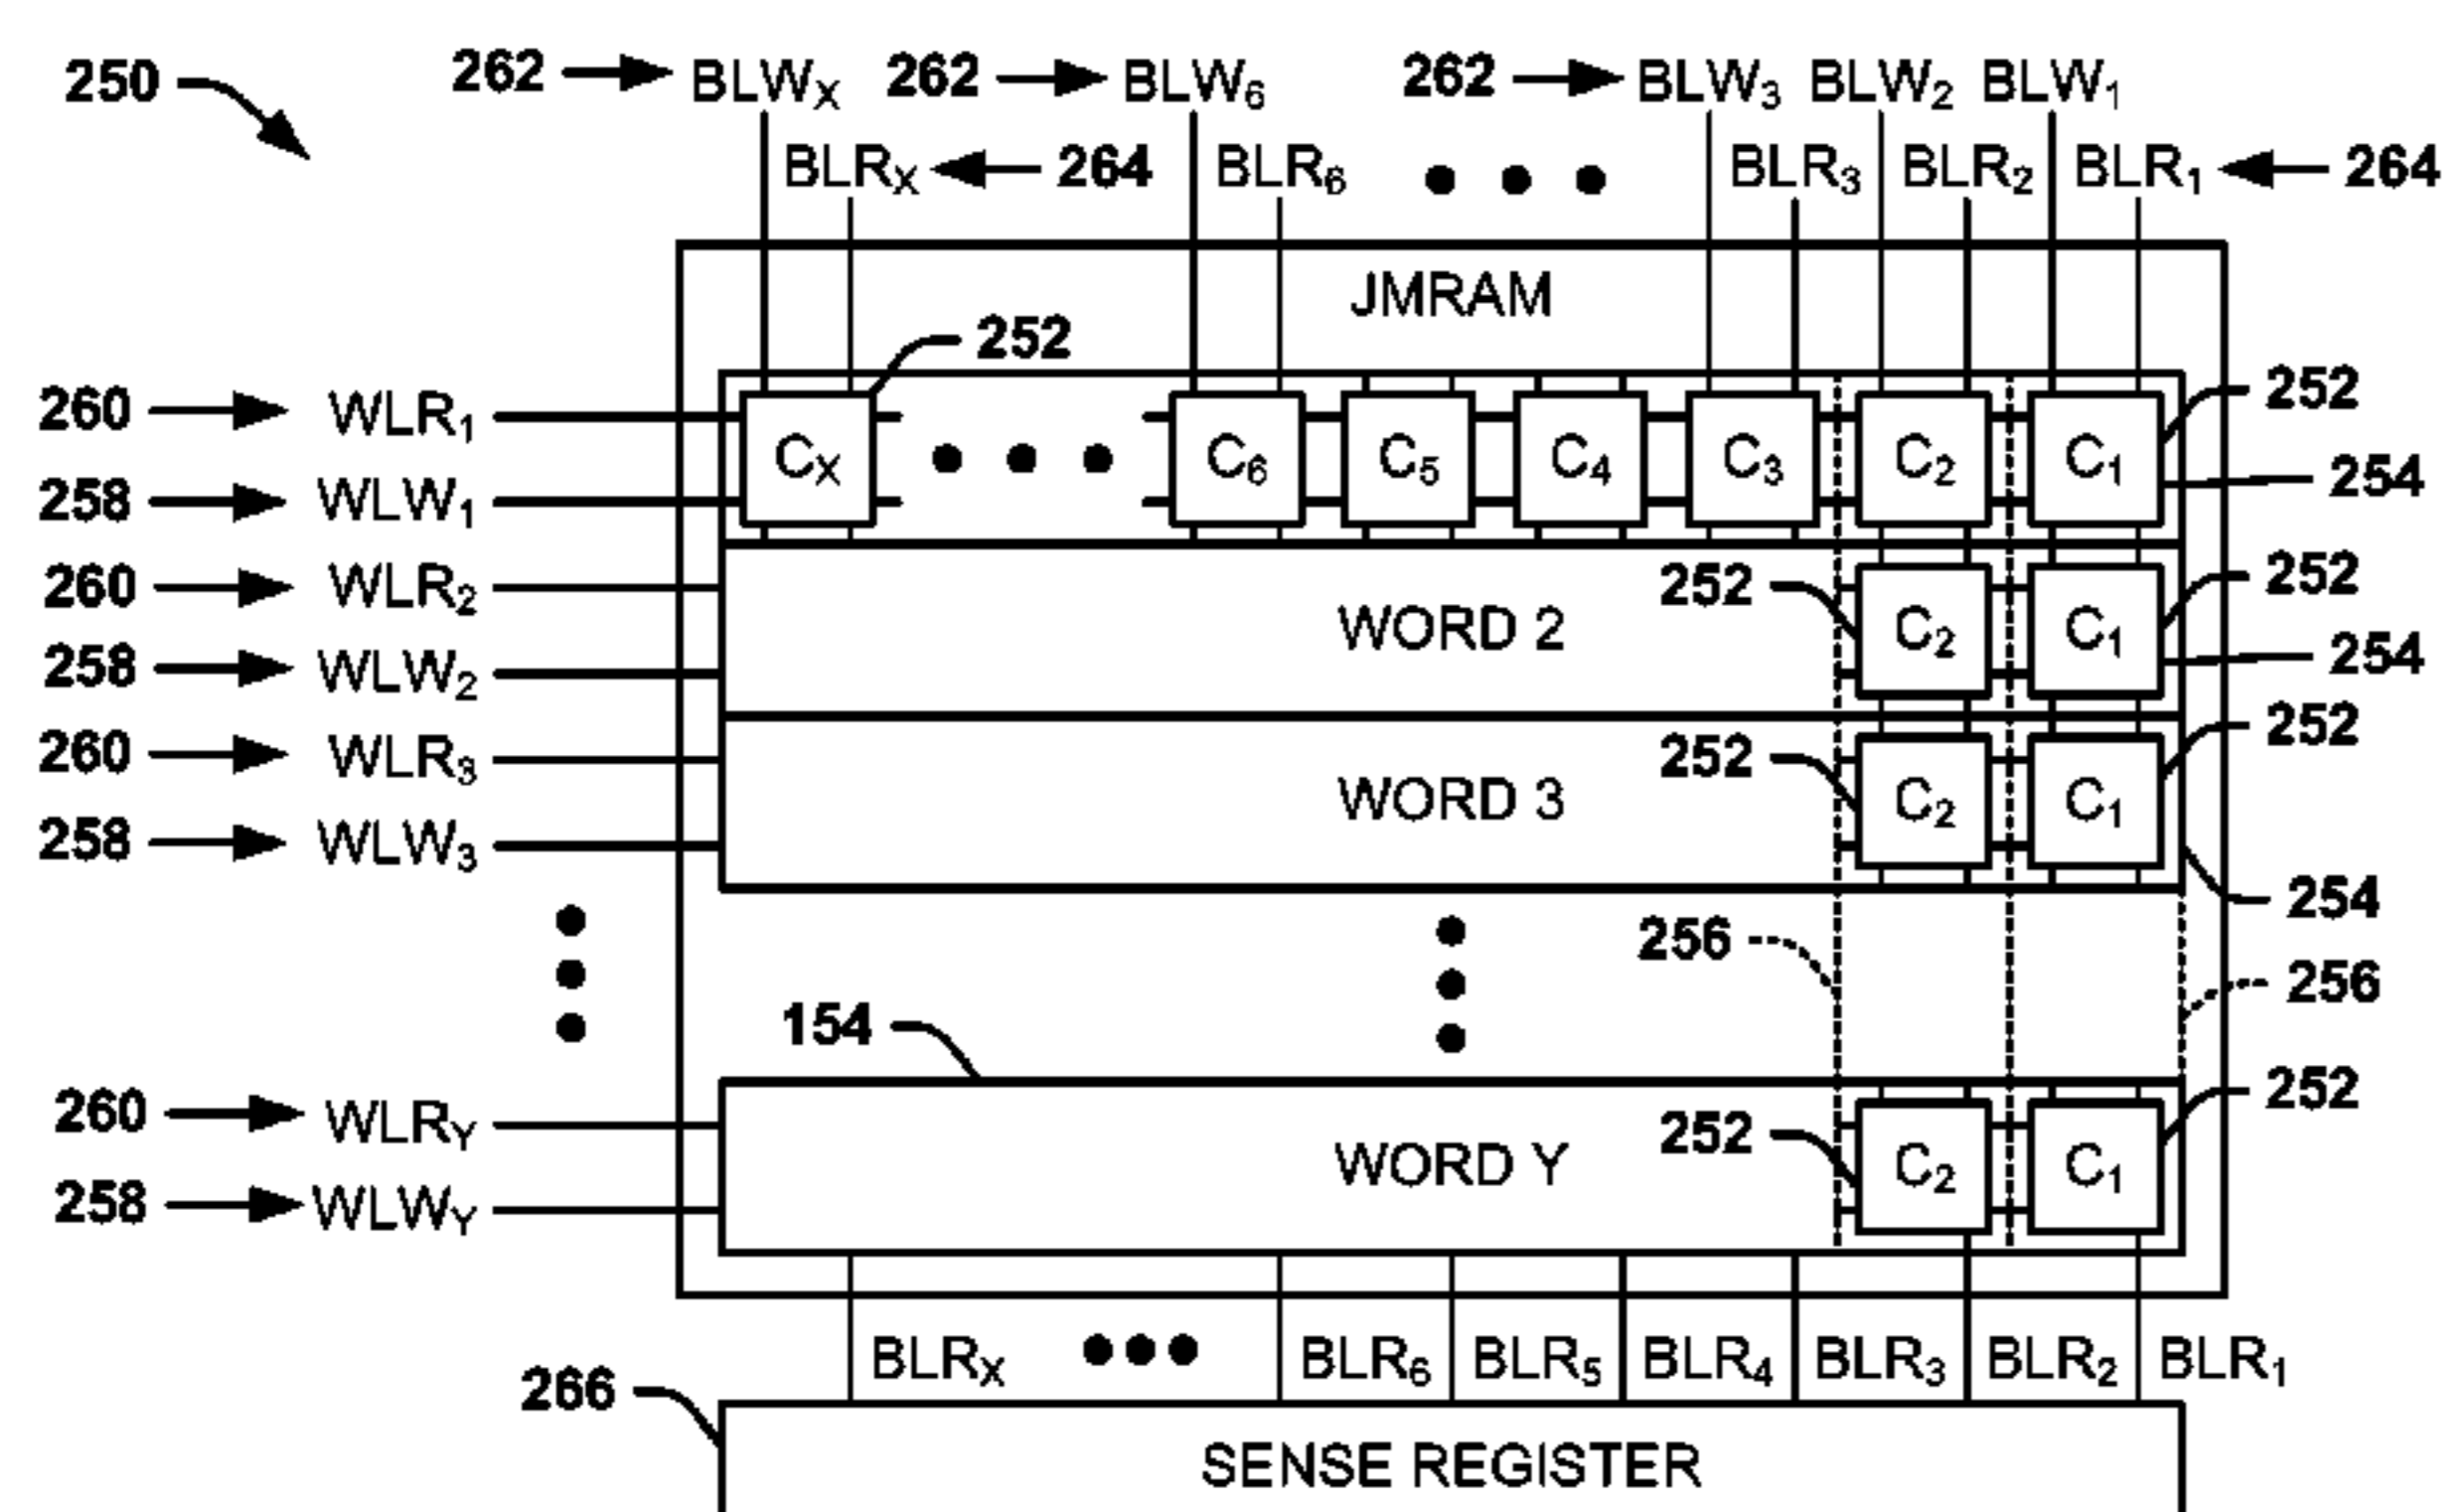 250 262 BLWX 262 BLW6 262 BLW3 BLW2 BLW1
BLRX 264 BLR6 BLR3 BLR2 BLR1 264
JMRAM
252
260 WLR1 252
CX C6 C5 C4 C3 C2 C1
258 WLW1 254
260 WLR2 252 252
WORD 2 C2 C1
258 WLW2 254
260 WLR3 252 252
WORD 3 C2 C1
258 WLW3
254
256 256
154
260 WLRY 252 252
WORD Y C2 C1
258 WLWY
BLRX BLR6 BLR5 BLR4 BLR3 BLR2 BLR1
266
SENSE REGISTER